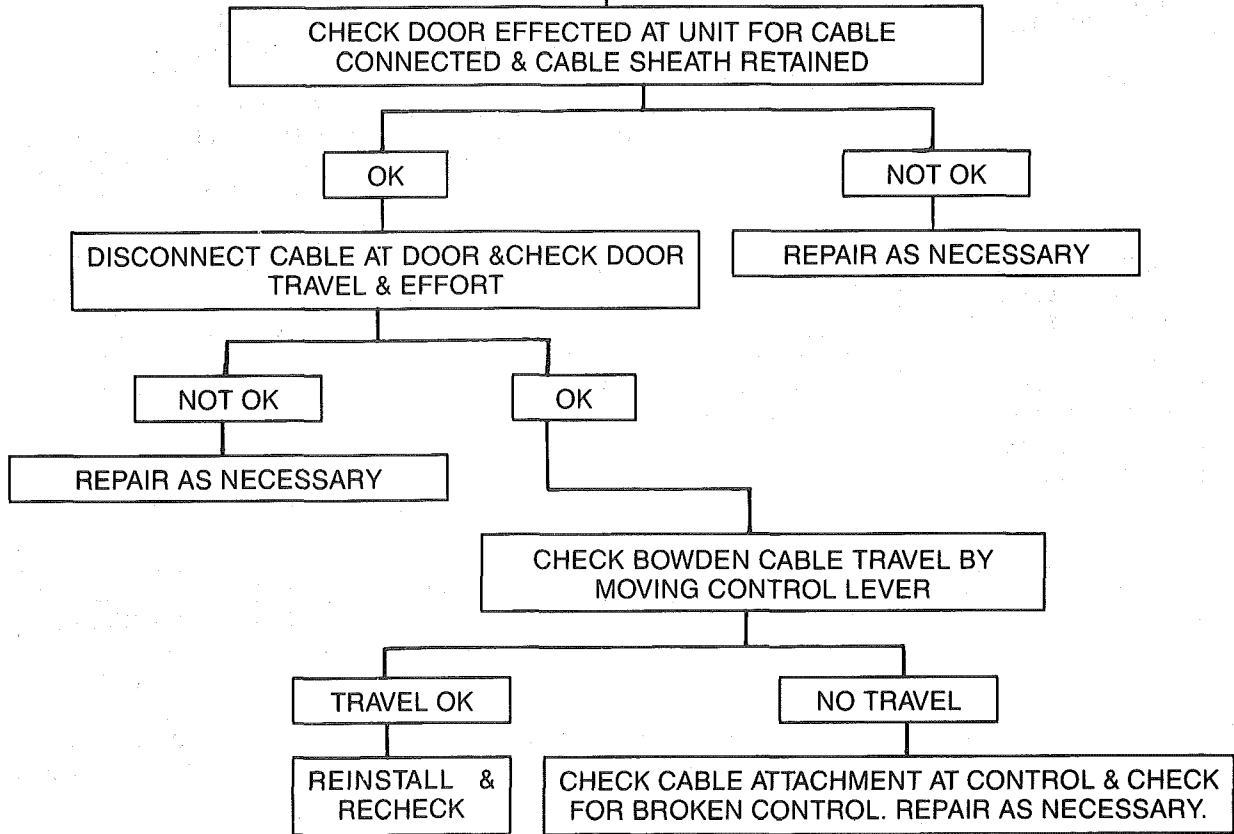 CHECK DOOR EFFECTED AT UNIT FOR CABLE
CONNECTED & CABLE SHEATH RETAINED
OK
NOT OK
DISCONNECT CABLE AT DOOR &CHECK DOOR
TRAVEL & EFFORT
REPAIR AS NECESSARY
NOT OK
OK
REPAIR AS NECESSARY
CHECK BOWDEN CABLE TRAVEL BY
MOVING CONTROL LEVER
TRAVEL OK
NO TRAVEL
REINSTALL &
RECHECK
CHECK CABLE ATTACHMENT AT CONTROL & CHECK
FOR BROKEN CONTROL. REPAIR AS NECESSARY.